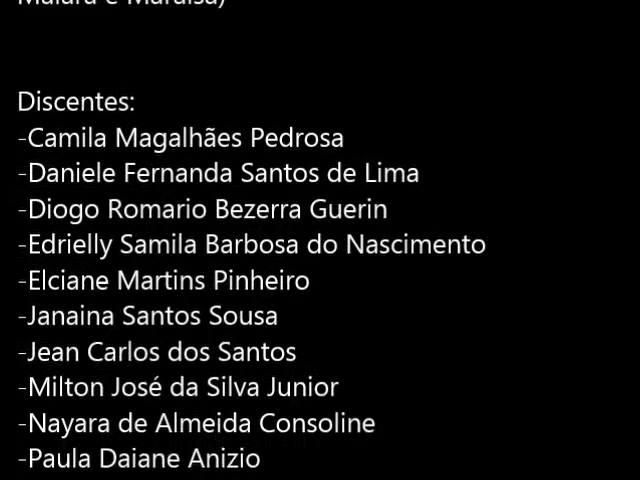 Maiara e Maraisa)
Discentes:
-Camila Magalhães Pedrosa
-Daniele Fernanda Santos de Lima
-Diogo Romario Bezerra Guerin
-Edrielly Samila Barbosa do Nascimento
-Elciane Martins Pinheiro
-Janaina Santos Sousa
-Jean Carlos dos Santos
-Milton José da Silva Junior
-Nayara de Almeida Consoline
-Paula Daiane Anizio